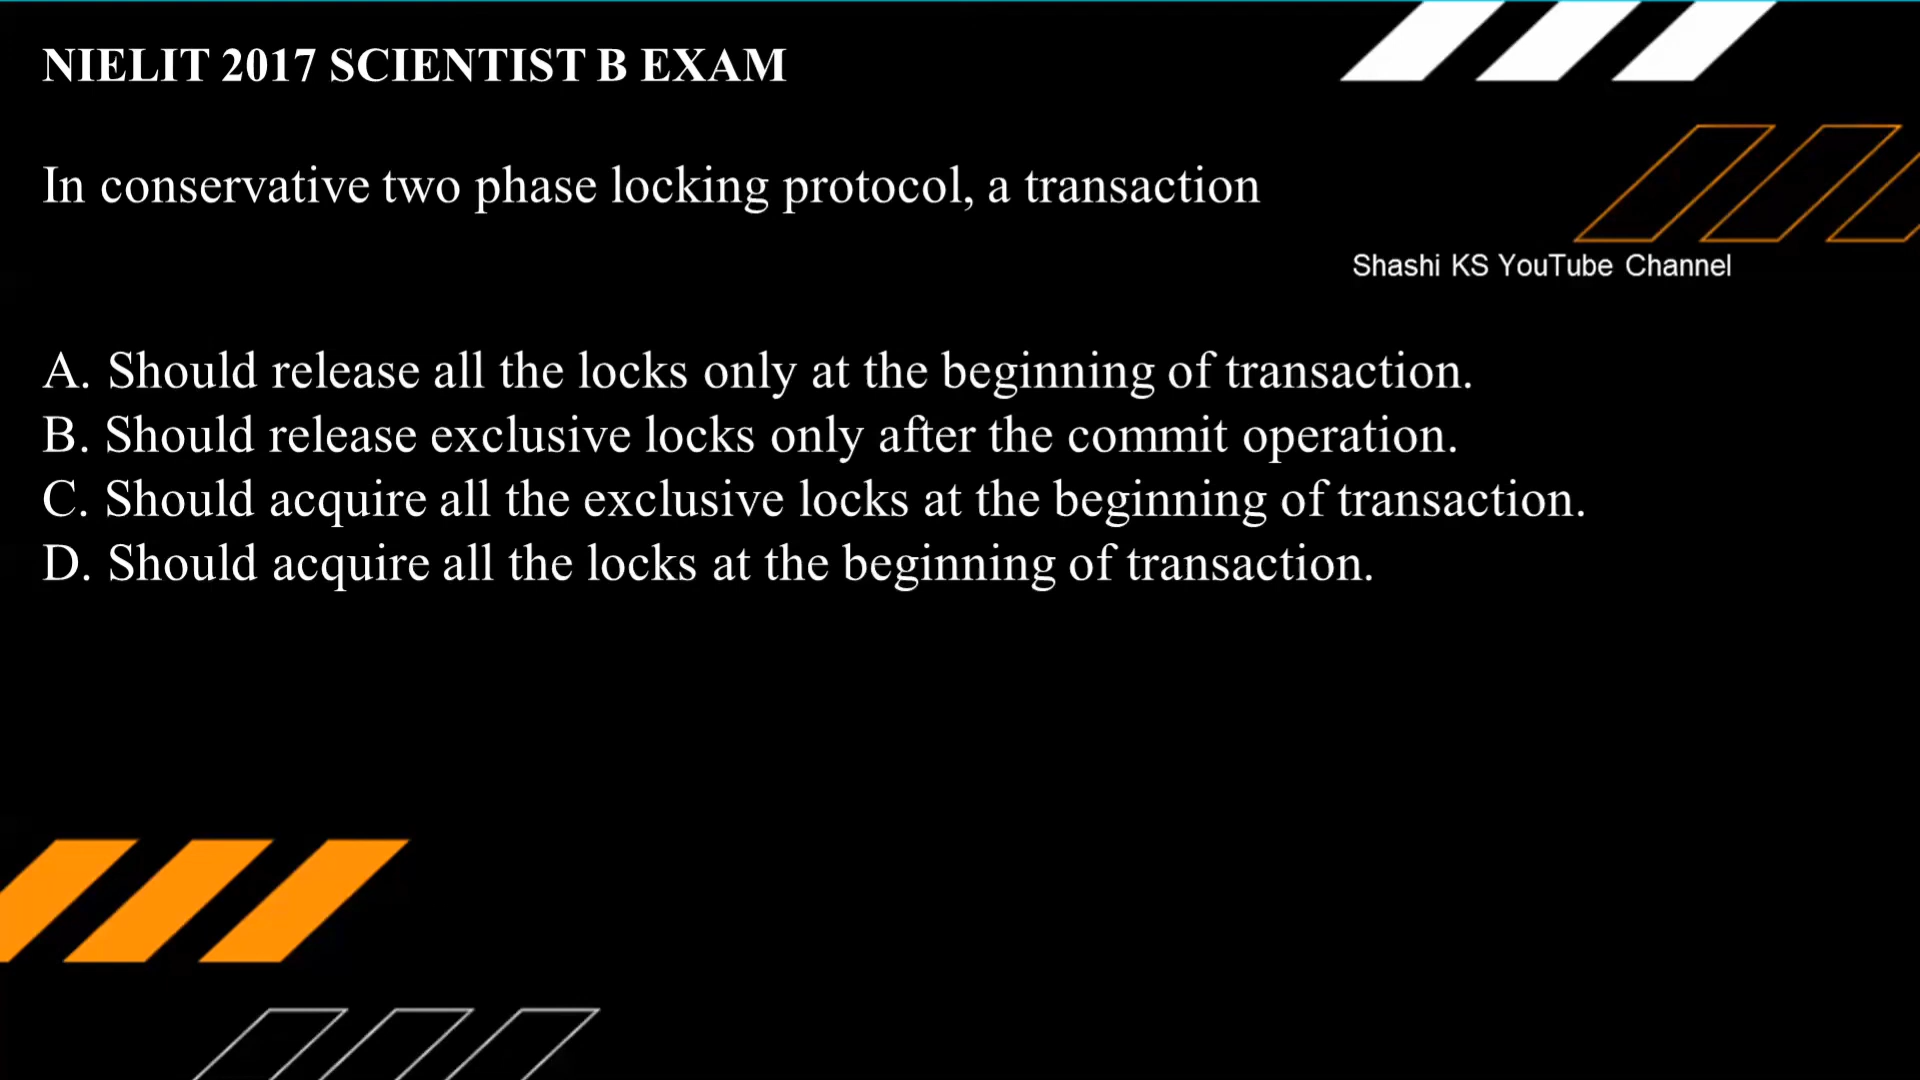 NIELIT 2017 SCIENTIST B EXAM
In conservative two phase locking protocol, a transaction
Shashi KS YouTube Channel
A. Should release all the locks only at the beginning of transaction.
B. Should release exclusive locks only after the commit operation.
C. Should acquire all the exclusive locks at the beginning of transaction.
D. Should acquire all the locks at the beginning of transaction.